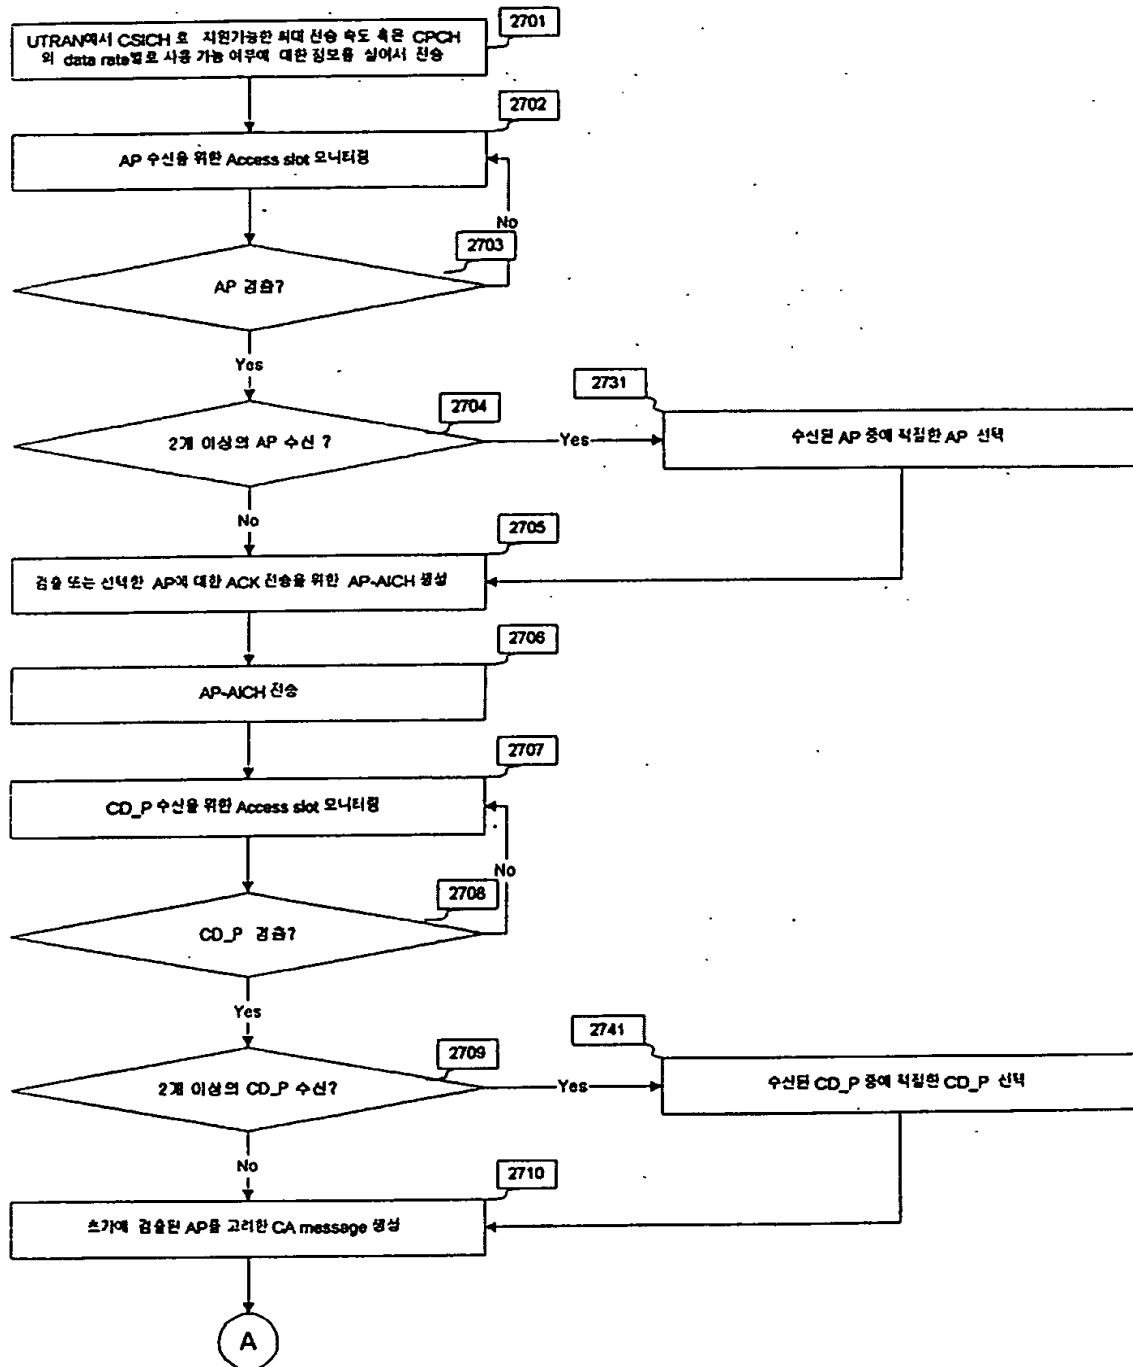 2701
UTRAN에서 CSICH 로 지원가능한 최대 전송 속도 혹은 CPCH
의 data rate별로 사용 가능 여부에 대한 정보를 실어서 전송
2702
AP 수신을 위한 Access slot 모니터링
No
2703
AP 검출?
Yes
2704
2개 이상의 AP 수신 ?
Yes
2731
수신된 AP 중에 적절한 AP 선택
No
2705
검출 또는 선택한 AP에 대한 ACK 전송을 위한 AP-AICH 생성
2706
AP-AICH 전송
2707
CD_P 수신을 위한 Access slot 모니터링
No
2708
CD_P 검출?
Yes
2709
2개 이상의 CD_P 수신?
Yes
2741
수신된 CD_P 중에 적절한 CD_P 선택
No
2710
초기에 검출된 AP를 고려한 CA message 생성
A